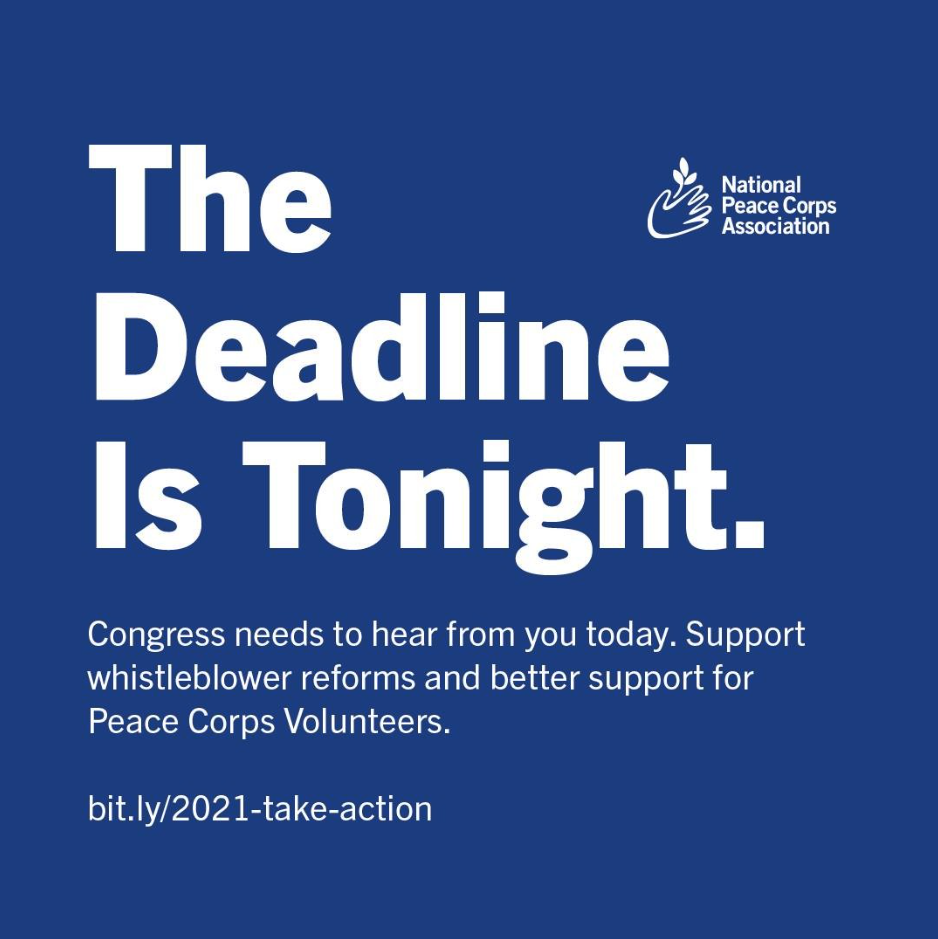 The
National
Peace Corps
Association
Deadline
Is Tonight.
Congress needs to hear from you today. Support
whistleblower reforms and better support for
Peace Corps Volunteers.
bit.ly/2021-take-action